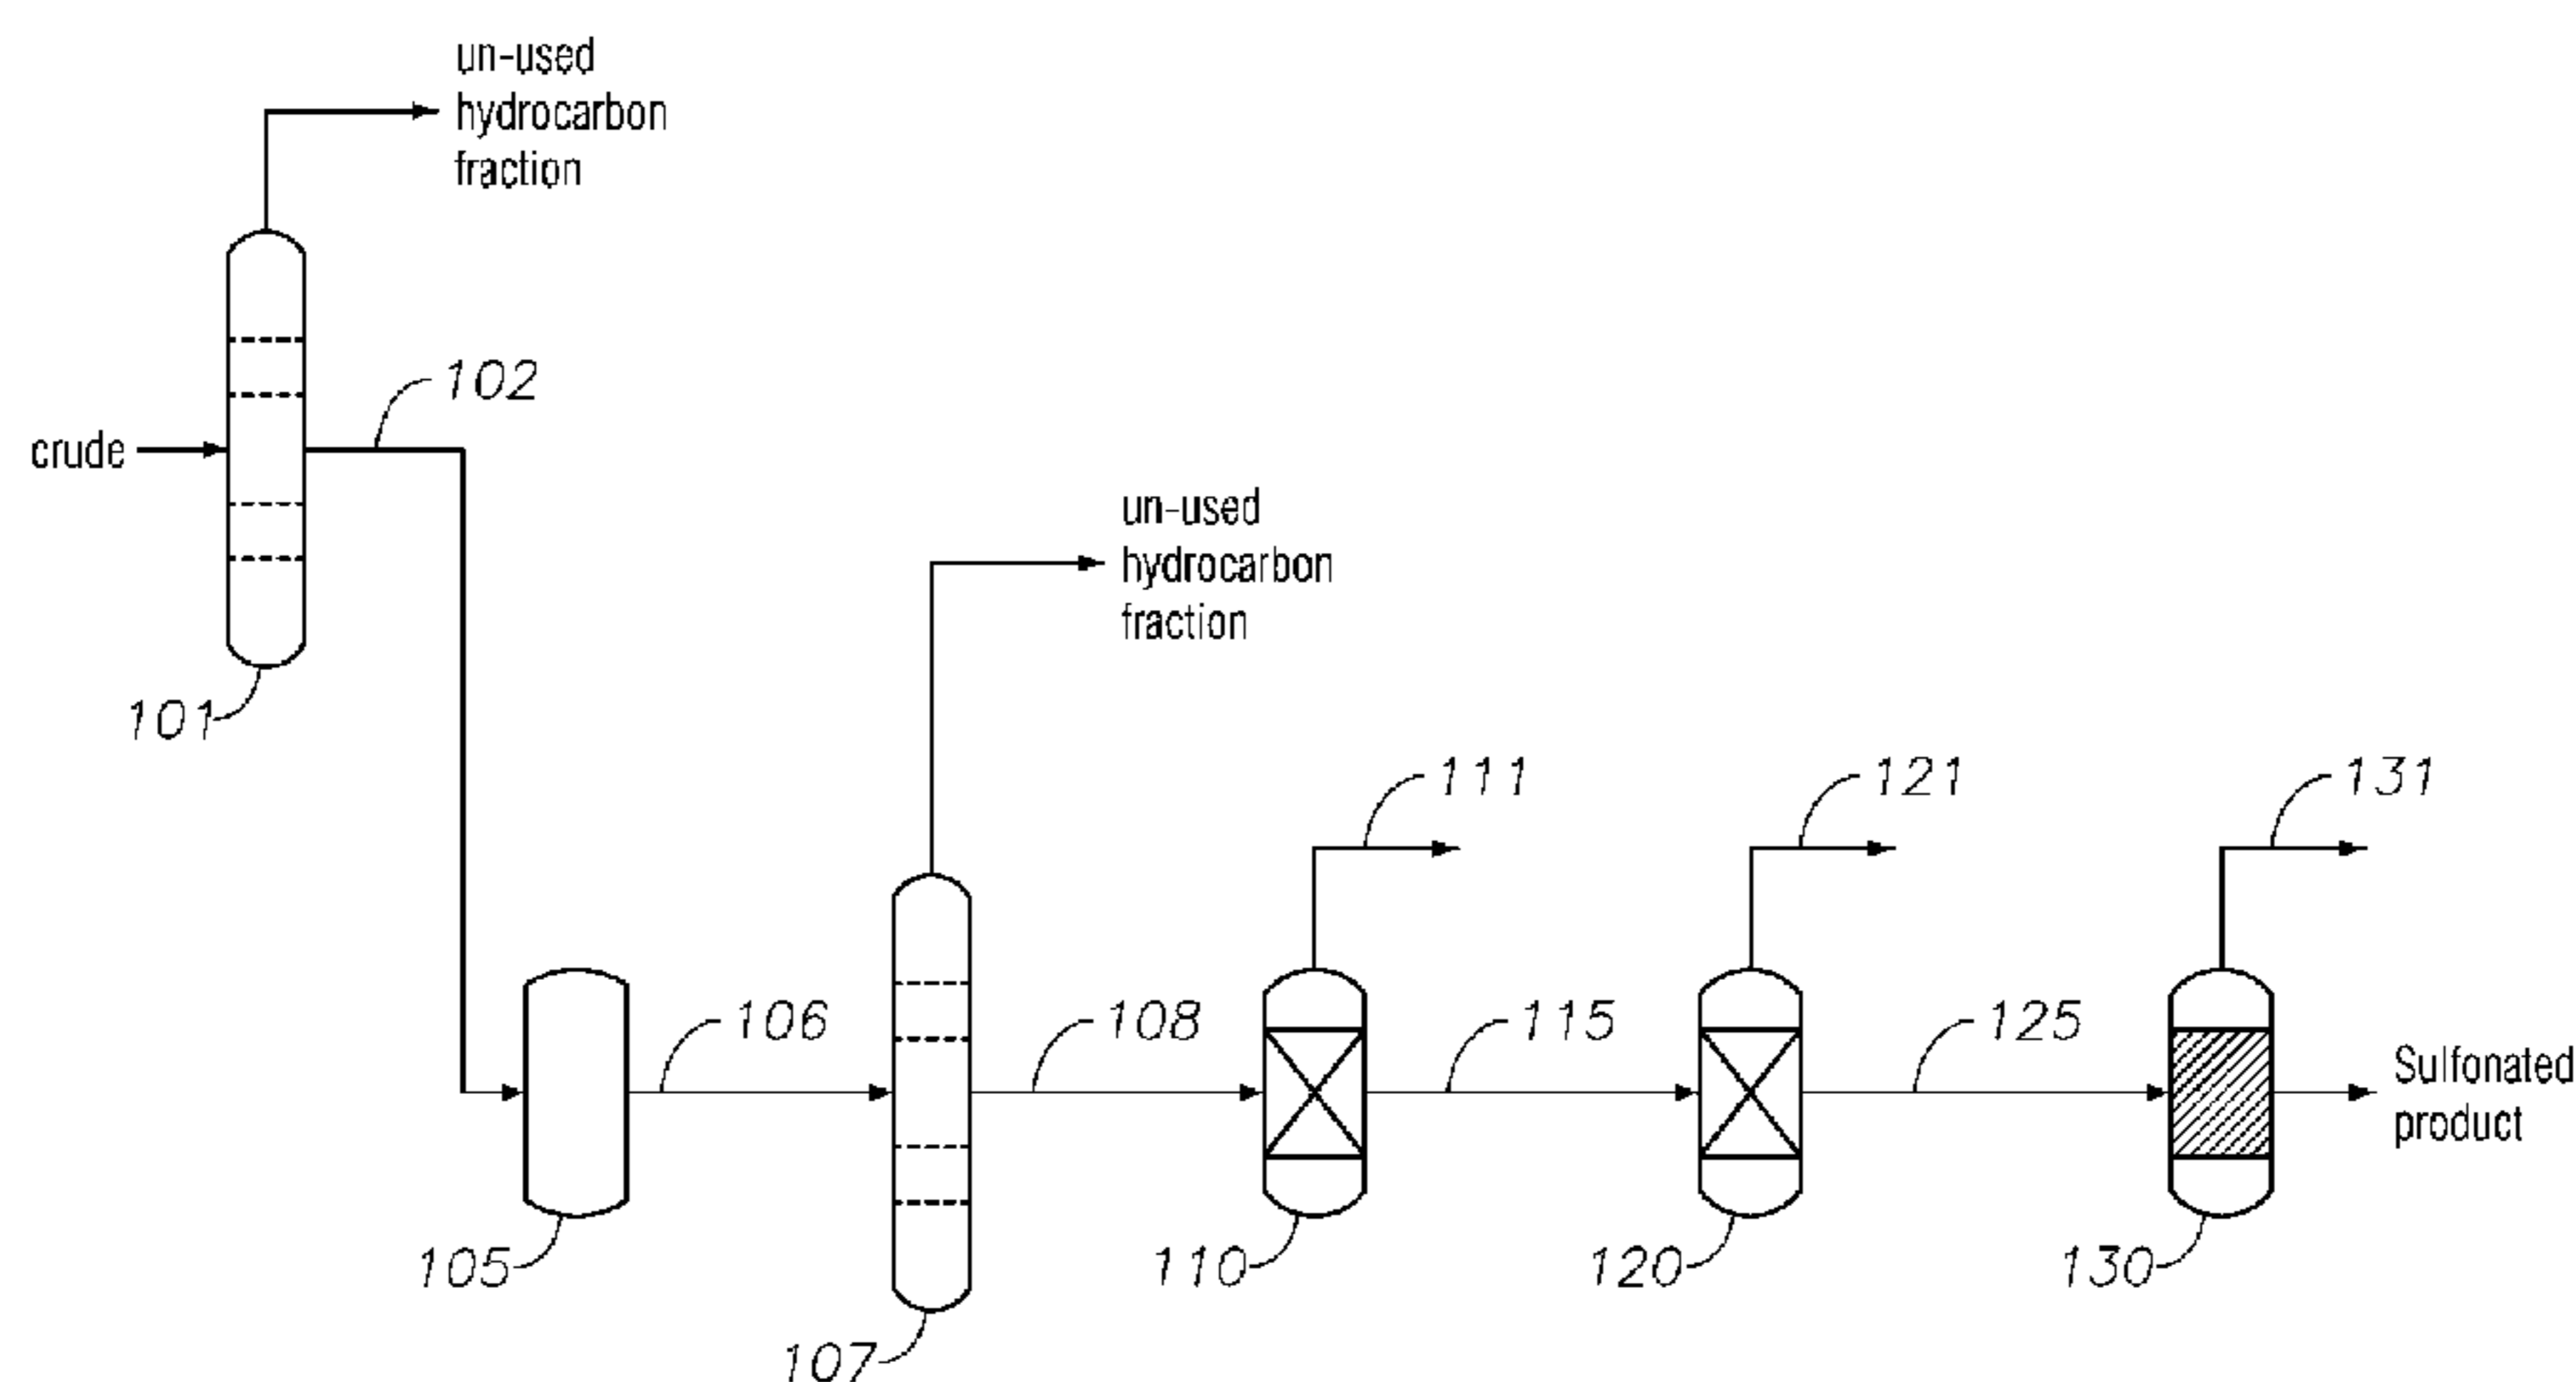 un-used
hydrocarbon
fraction
102
crude
un-used
hydrocarbon
fraction
101
111
121
131
106
108
115
125
Sulfonated
product
105
110
120
130
107